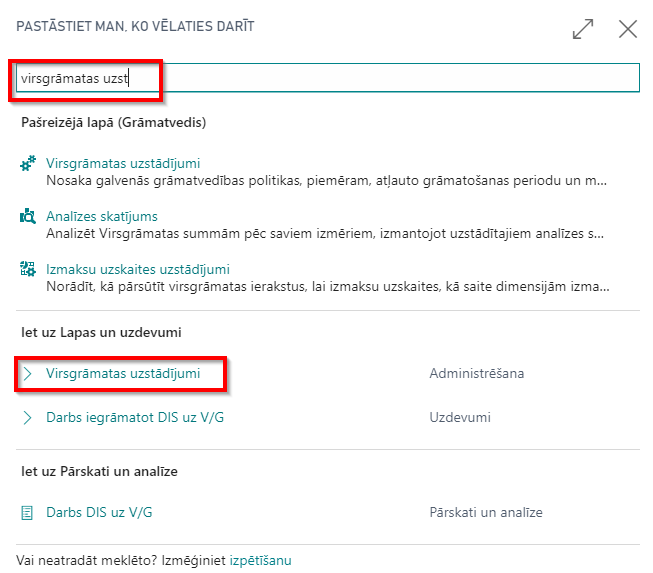 PASTĀSTIET MAN, KO VĒLATIES DARĪT
virsgrāmatas uzst
Pašreizējā lapā (Grāmatvedis)
Virsgrāmatas uzstādījumi
Nosaka galvenās grāmatvedības politikas, piemēram, atļauto grāmatošanas periodu un m...
Analīzes skatījums
Analizēt Virsgrāmatas summām pēc saviem izmēriem, izmantojot uzstādītajiem analīzes s...
Izmaksu uzskaites uzstādījumi
Norādīt, kā pārsūtīt virsgrāmatas ierakstus, lai izmaksu uzskaites, kā saite dimensijām izma...
Iet uz Lapas un uzdevumi
Virsgrāmatas uzstādījumi Administrēšana
Darbs iegrāmatot DIS uz V/G Uzdevumi
Iet uz Pārskati un analīze
Darbs DIS uz V/G Pārskati un analīze
Vai neatradāt meklēto? Izmēģiniet izpētīšanu